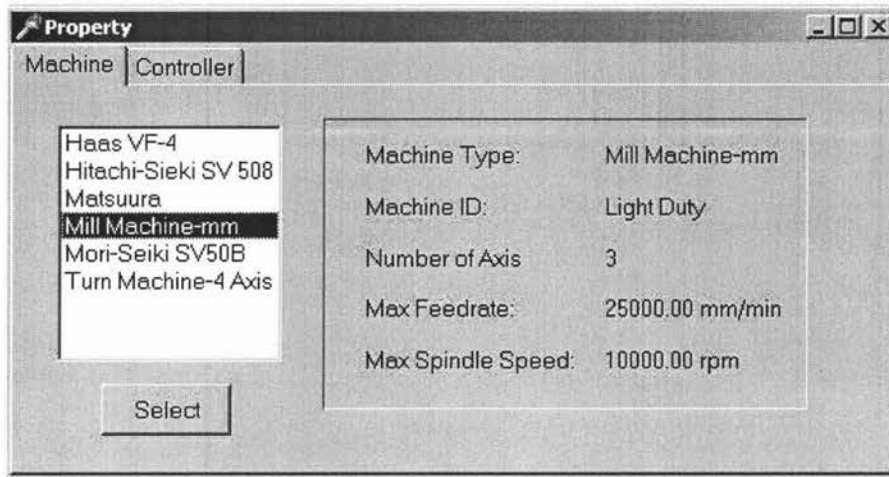 Property
Machine Controller
Haas VF-4
Hitachi-Sieki SV 508
Matsuura
Mill Machine-mm
Mori-Seiki SV50B
Turn Machine-4 Axis
Select
Machine Type: Mill Machine-mm
Machine ID: Light Duty
Number of Axis 3
Max Feedrate: 25000.00 mm/min
Max Spindle Speed: 10000.00 rpm